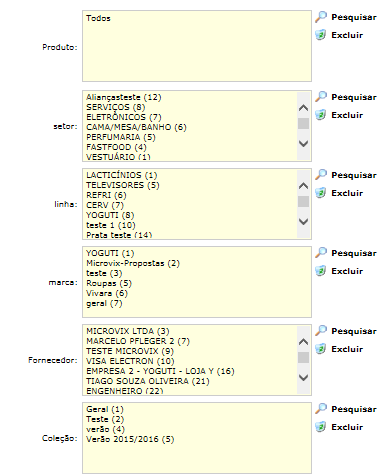 Produto:
Todos
Pesquisar
Excluir
setor:
Aliançasteste (12)
SERVIÇOS (8)
ELETRÔNICOS (7)
CAMA/MESA/BANHO (6)
PERFUMARIA (5)
FASTFOOD (4)
VESTUÁRIO (1)
Pesquisar
Excluir
linha:
LACTICÍNIOS (1)
TELEVISORES (5)
REFRI (6)
CERV (7)
YOGUTI (8)
teste 1 (10)
Prata teste (14)
Pesquisar
Excluir
marca:
YOGUTI (1)
Microvix-Propostas (2)
teste (3)
Roupas (5)
Vivara (6)
geral (7)
Pesquisar
Excluir
Fornecedor:
MICROVIX LTDA (3)
MARCELO PFLEGER 2 (7)
TESTE MICROVIX (9)
VISA ELECTRON (10)
EMPRESA 2 - YOGUTI - LOJA Y (16)
TIAGO SOUZA OLIVEIRA (21)
ENGENHEIRO (22)
Pesquisar
Excluir
Coleção:
Geral (1)
Teste (2)
verão (4)
Verão 2015/2016 (5)
Pesquisar
Excluir